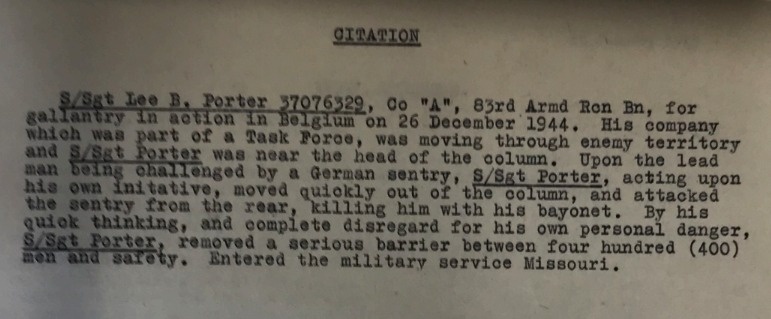 CITATION
S/Sgt Lee B. Porter 37076329, Co "A", 83rd Armd Rcn Bn, for
gallantry in action in Belgium on 26 December 1944. His company
which was part of a Task Force, was moving through enemy territory
and S/Sgt Porter was near the head of the column. Upon the lead
man being challenged by a German sentry, S/Sgt Porter, acting upon
his own initative, moved quickly out of the column, and attacked
the sentry from the rear, killing him with his bayonet. By his
quick thinking, and complete disregard for his own personal danger,
S/Sgt Porter, removed a serious barrier between four hundred (400)
men and safety. Entered the military service Missouri.